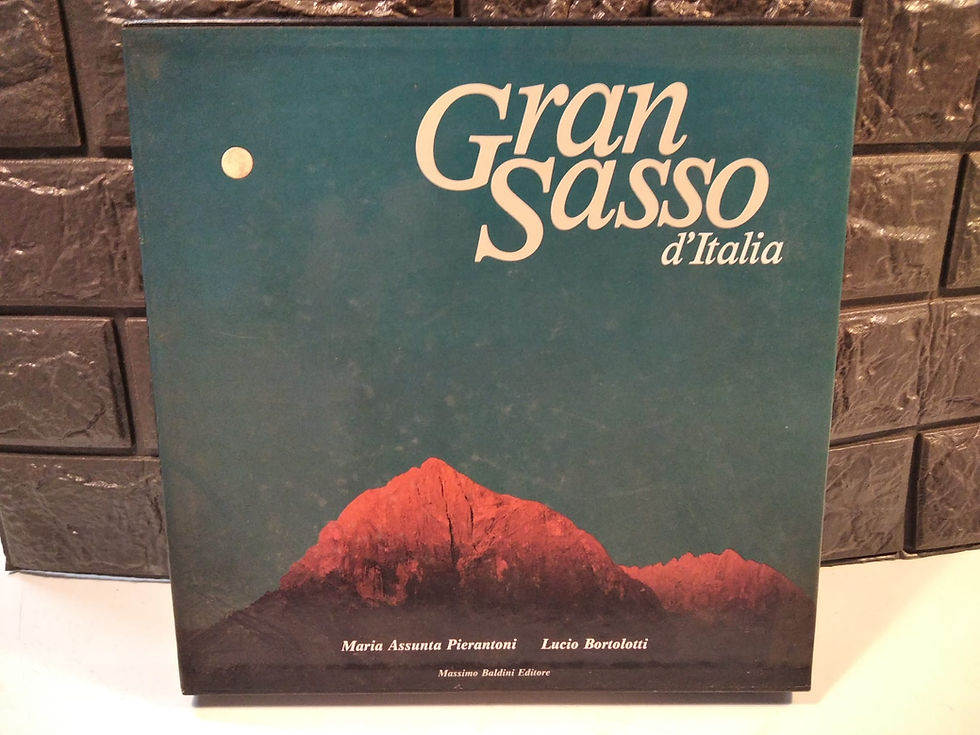 Gran
Sasso
d'Italia
Maria Assunta Pierantoni Lucio Bortolotti
Massimo Baldini Editore